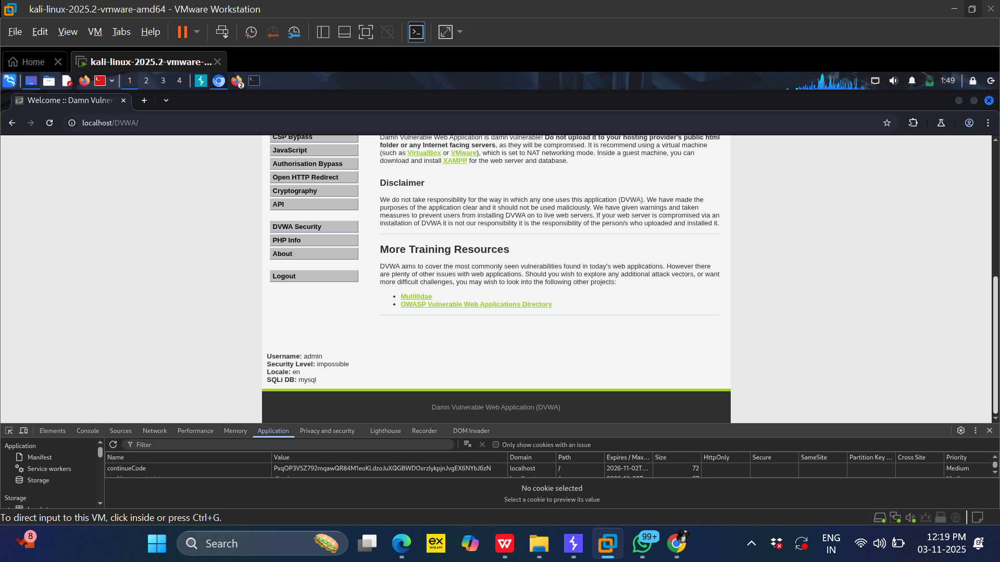 kali-linux-2025.2-vmware-amd64 - VMware Workstation
File Edit View VM Tabs Help
Home
kali-linux-2025.2-vmware-...
1 2 3 4
2
1:49
Welcome :: Damn Vulner
localhost/DVWA/
CSP Bypass
JavaScript
Authorisation Bypass
Open HTTP Redirect
Cryptography
API
DVWA Security
PHP Info
About
Logout
Damn Vulnerable Web Application is damn vulnerable! Do not upload it to your hosting provider's public html
folder or any Internet facing servers, as they will be compromised. It is recommend using a virtual machine
(such as VirtualBox or VMware), which is set to NAT networking mode. Inside a guest machine, you can
download and install XAMPP for the web server and database.
Disclaimer
We do not take responsibility for the way in which any one uses this application (DVWA). We have made the
purposes of the application clear and it should not be used maliciously. We have given warnings and taken
measures to prevent users from installing DVWA on to live web servers. If your web server is compromised via an
installation of DVWA it is not our responsibility it is the responsibility of the person/s who uploaded and installed it.
More Training Resources
DVWA aims to cover the most commonly seen vulnerabilities found in today's web applications. However there
are plenty of other issues with web applications. Should you wish to explore any additional attack vectors, or want
more difficult challenges, you may wish to look into the following other projects:
Mutillidae
OWASP Vulnerable Web Applications Directory
Username: admin
Security Level: impossible
Locale: en
SQLi DB: mysql
Damn Vulnerable Web Application (DVWA)
Elements Console Sources Network Performance Memory Application Privacy and security Lighthouse Recorder DOM Invader
Application
Manifest
Service workers
Storage
Storage
Filter
Only show cookies with an issue
Name Value Domain Path Expires / Max... Size HttpOnly Secure SameSite Partition Key ... Cross Site Priority
continueCode PxqOP3V5Z792mqawQR84M1eoKLdzoJuXQGBWDOxrzlykpjnJvgEX6NYbJ6zN localhost / 2026-11-02T... 72 Medium
No cookie selected
Select a cookie to preview its value
To direct input to this VM, click inside or press Ctrl+G.
8
Search
ex
WEB APP
99+
ENG
IN
12:19 PM
03-11-2025